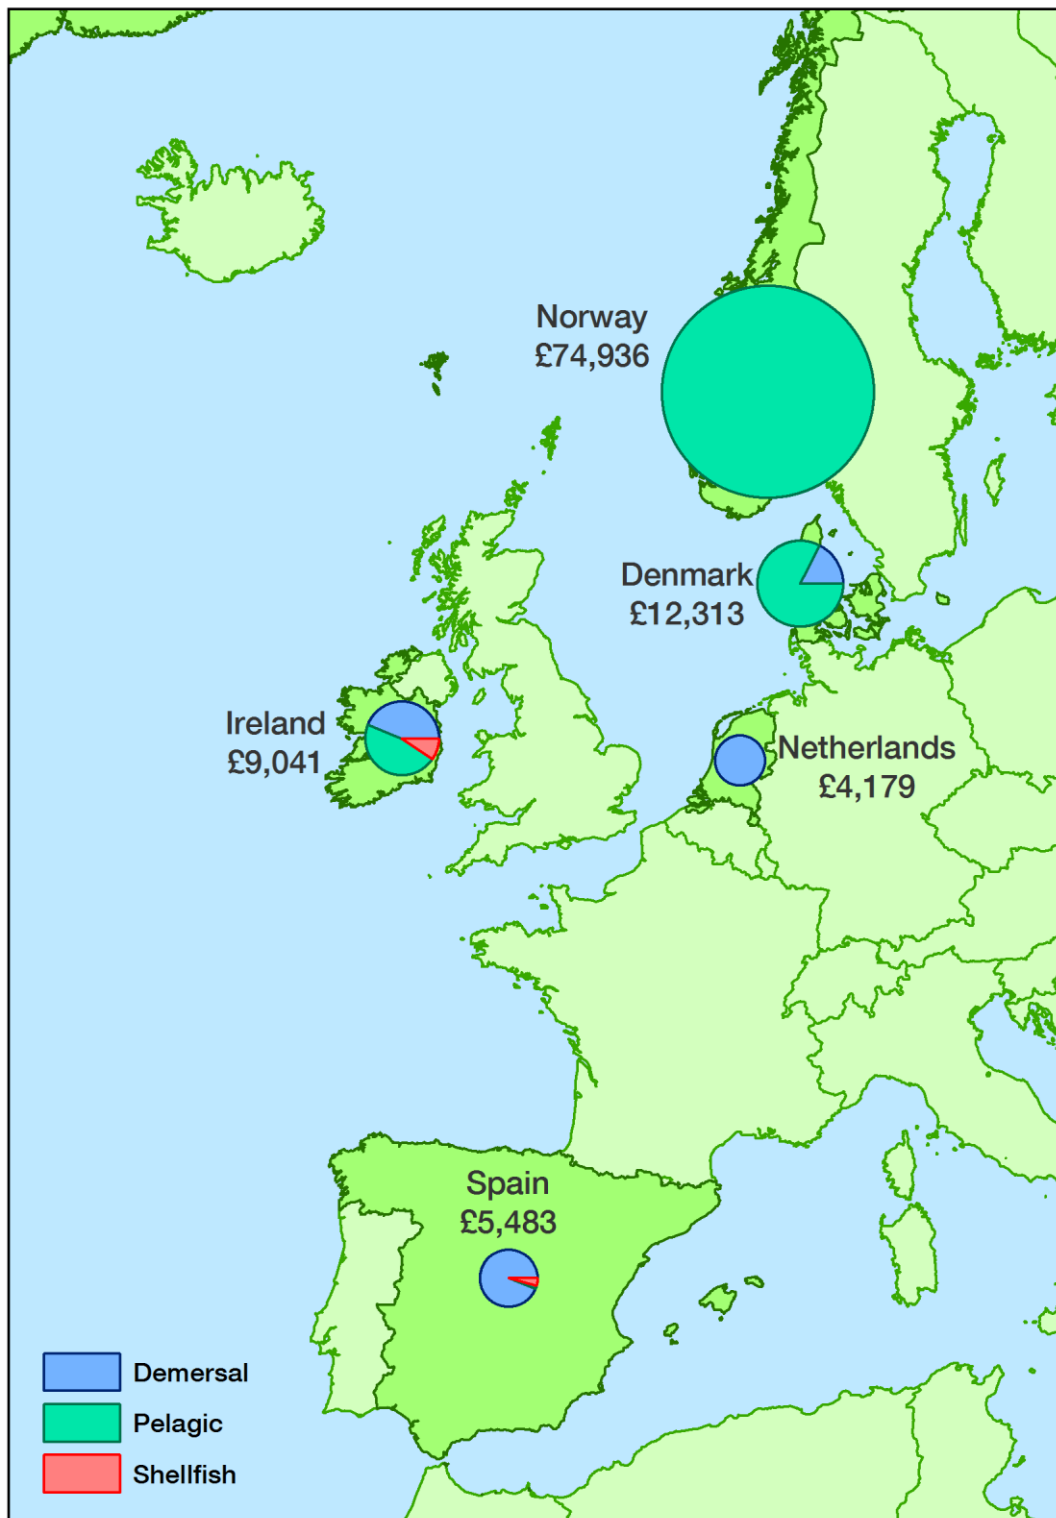 Norway
£74,936
Denmark
£12,313
Ireland
£9,041
Netherlands
£4,179
Spain
£5,483
Demersal
Pelagic
Shellfish